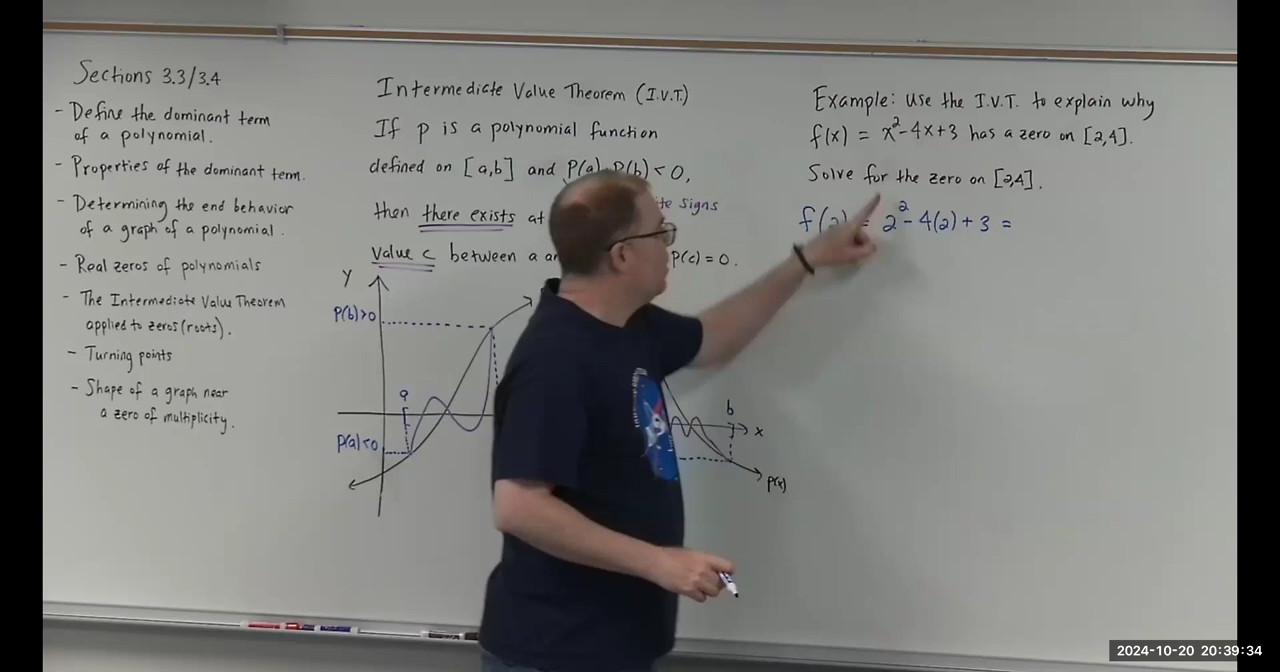 Sections 3.3/3.4
- Define the dominant term
of a polynomial.
- Properties of the dominant term.
- Determining the end behavior
of a graph of a polynomial.
- Real zeros of polynomials
- The Intermediate Value Theorem
applied to zeros (roots).
- Turning points
- Shape of a graph near
a zero of multiplicity.
Intermediate Value Theorem (I.V.T.)
If p is a polynomial function
defined on [a,b] and P(a) P(b) < 0,
signs
then there exists at
value c between a p(c) = 0.
y
P(b)>0
a
p(a)<0
b
x
p(x)
Example: Use the I.V.T. to explain why
f(x) = x² - 4x + 3 has a zero on [2,4].
Solve for the zero on [2,4].
f(2) = 2² - 4(2) + 3 =
2024-10-20 20:39:34